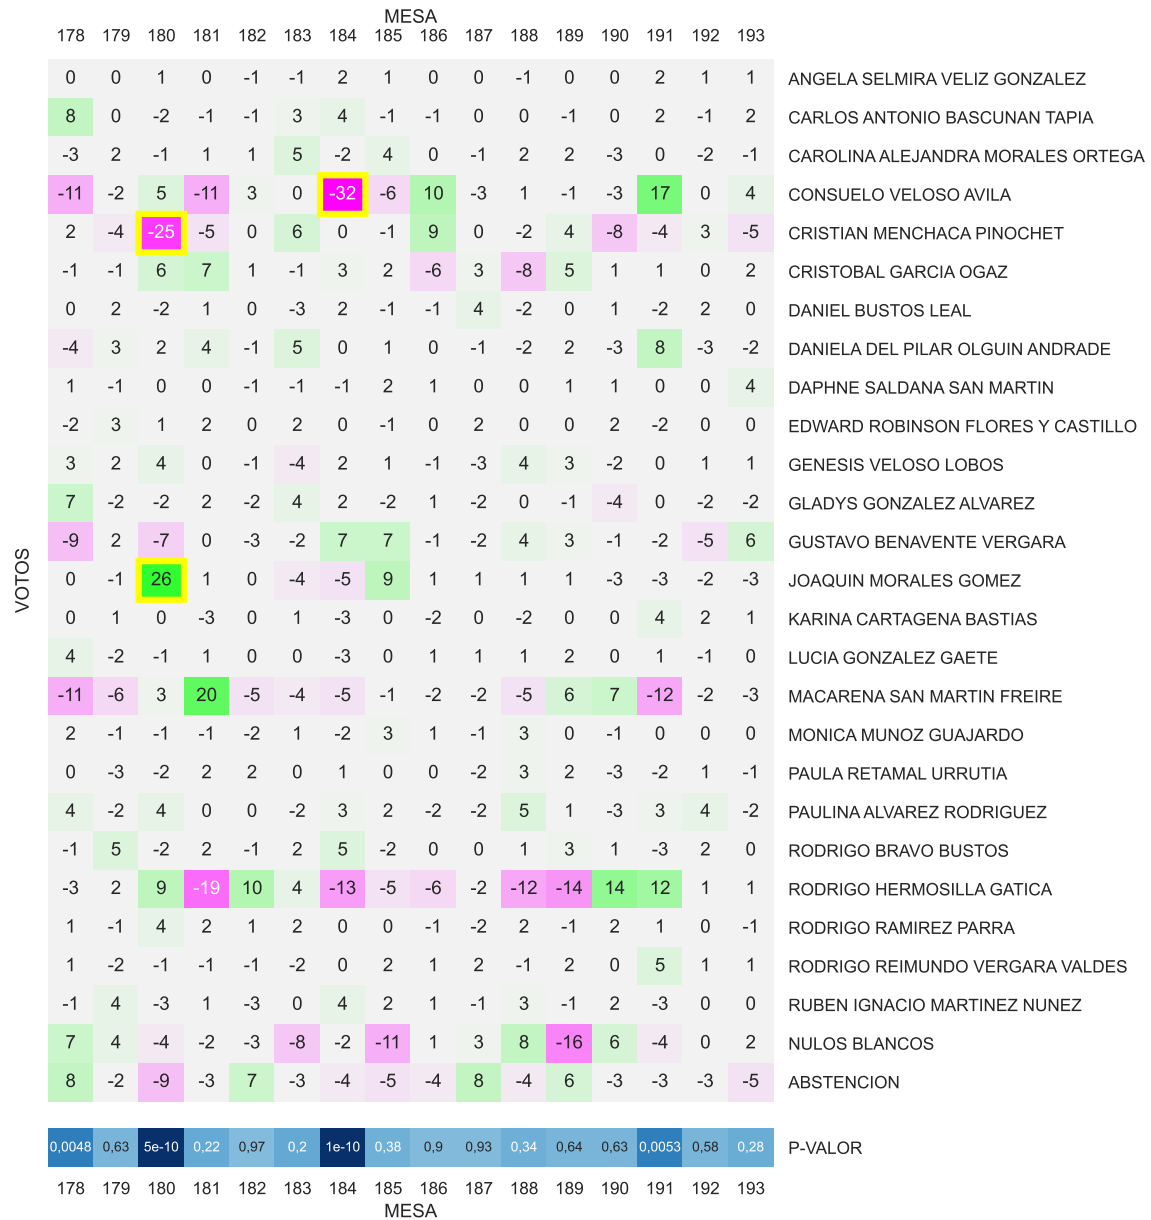 MESA
178 179 180 181 182 183 184 185 186 187 188 189 190 191 192 193
0 0 1 0 -1 -1 2 1 0 0 -1 0 0 2 1 1 ANGELA SELMIRA VELIZ GONZALEZ
8 0 -2 -1 -1 3 4 -1 -1 0 0 -1 0 2 -1 2 CARLOS ANTONIO BASCUNAN TAPIA
-3 2 -1 1 1 5 -2 4 0 -1 2 2 -3 0 -2 -1 CAROLINA ALEJANDRA MORALES ORTEGA
-11 -2 5 -11 3 0 -32 -6 10 -3 1 -1 -3 17 0 4 CONSUELO VELOSO AVILA
2 -4 -25 -5 0 6 0 -1 9 0 -2 4 -8 -4 3 -5 CRISTIAN MENCHACA PINOCHET
-1 -1 6 7 1 -1 3 2 -6 3 -8 5 1 1 0 2 CRISTOBAL GARCIA OGAZ
0 2 -2 1 0 -3 2 -1 -1 4 -2 0 1 -2 2 0 DANIEL BUSTOS LEAL
-4 3 2 4 -1 5 0 1 0 -1 -2 2 -3 8 -3 -2 DANIELA DEL PILAR OLGUIN ANDRADE
1 -1 0 0 -1 -1 -1 2 1 0 0 1 1 0 0 4 DAPHNE SALDANA SAN MARTIN
-2 3 1 2 0 2 0 -1 0 2 0 0 2 -2 0 0 EDWARD ROBINSON FLORES Y CASTILLO
3 2 4 0 -1 -4 2 1 -1 -3 4 3 -2 0 1 1 GENESIS VELOSO LOBOS
7 -2 -2 2 -2 4 2 -2 1 -2 0 -1 -4 0 -2 -2 GLADYS GONZALEZ ALVAREZ
-9 2 -7 0 -3 -2 7 7 -1 -2 4 3 -1 -2 -5 6 GUSTAVO BENAVENTE VERGARA
VOTOS
0 -1 26 1 0 -4 -5 9 1 1 1 1 -3 -3 -2 -3 JOAQUIN MORALES GOMEZ
0 1 0 -3 0 1 -3 0 -2 0 -2 0 0 4 2 1 KARINA CARTAGENA BASTIAS
4 -2 -1 1 0 0 -3 0 1 1 1 2 0 1 -1 0 LUCIA GONZALEZ GAETE
-11 -6 3 20 -5 -4 -5 -1 -2 -2 -5 6 7 -12 -2 -3 MACARENA SAN MARTIN FREIRE
2 -1 -1 -1 -2 1 -2 3 1 -1 3 0 -1 0 0 0 MONICA MUNOZ GUAJARDO
0 -3 -2 2 2 0 1 0 0 -2 3 2 -3 -2 1 -1 PAULA RETAMAL URRUTIA
4 -2 4 0 0 -2 3 2 -2 -2 5 1 -3 3 4 -2 PAULINA ALVAREZ RODRIGUEZ
-1 5 -2 2 -1 2 5 -2 0 0 1 3 1 -3 2 0 RODRIGO BRAVO BUSTOS
-3 2 9 -19 10 4 -13 -5 -6 -2 -12 -14 14 12 1 1 RODRIGO HERMOSILLA GATICA
1 -1 4 2 1 2 0 0 -1 -2 2 -1 2 1 0 -1 RODRIGO RAMIREZ PARRA
1 -2 -1 -1 -1 -2 0 2 1 2 -1 2 0 5 1 1 RODRIGO REIMUNDO VERGARA VALDES
-1 4 -3 1 -3 0 4 2 1 -1 3 -1 2 -3 0 0 RUBEN IGNACIO MARTINEZ NUNEZ
7 4 -4 -2 -3 -8 -2 -11 1 3 8 -16 6 -4 0 2 NULOS BLANCOS
8 -2 -9 -3 7 -3 -4 -5 -4 8 -4 6 -3 -3 -3 -5 ABSTENCION
0,0048 0,63 5e-10 0,22 0,97 0,2 1e-10 0,38 0,9 0,93 0,34 0,64 0,63 0,0053 0,58 0,28 P-VALOR
178 179 180 181 182 183 184 185 186 187 188 189 190 191 192 193
MESA